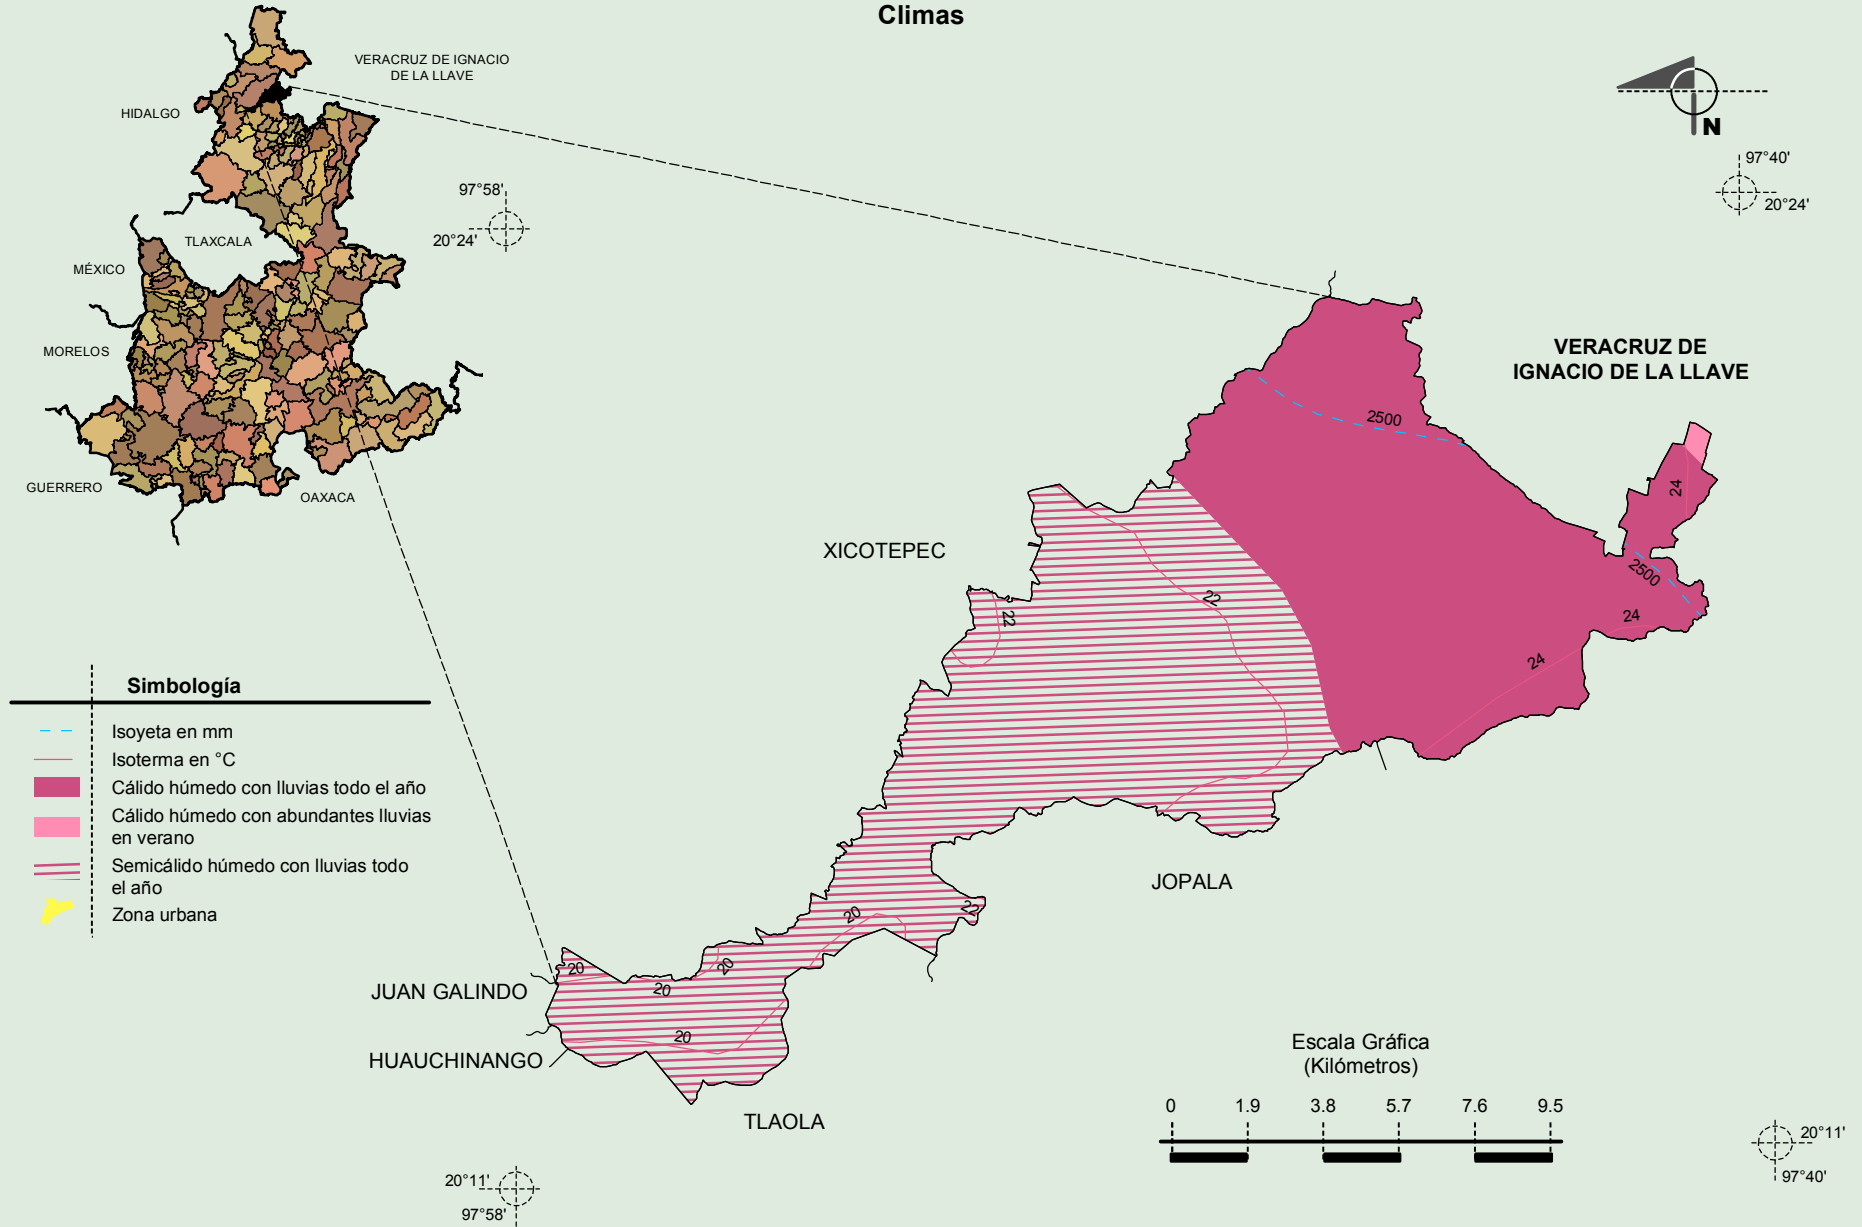 Climas
VERACRUZ DE IGNACIO
DE LA LLAVE
HIDALGO
TLAXCALA
MÉXICO
MORELOS
GUERRERO
OAXACA
N
97°58'
20°24'
97°40'
20°24'
VERACRUZ DE
IGNACIO DE LA LLAVE
2500
24
2500
24
24
XICOTEPEC
22
22
22
20
20
20
20
20
JOPALA
JUAN GALINDO
HUAUCHINANGO
TLAOLA
Simbología
Isoyeta en mm
Isoterma en °C
Cálido húmedo con lluvias todo el año
Cálido húmedo con abundantes lluvias
en verano
Semicálido húmedo con lluvias todo
el año
Zona urbana
Escala Gráfica
(Kilómetros)
0 1.9 3.8 5.7 7.6 9.5
20°11'
97°58'
20°11'
97°40'